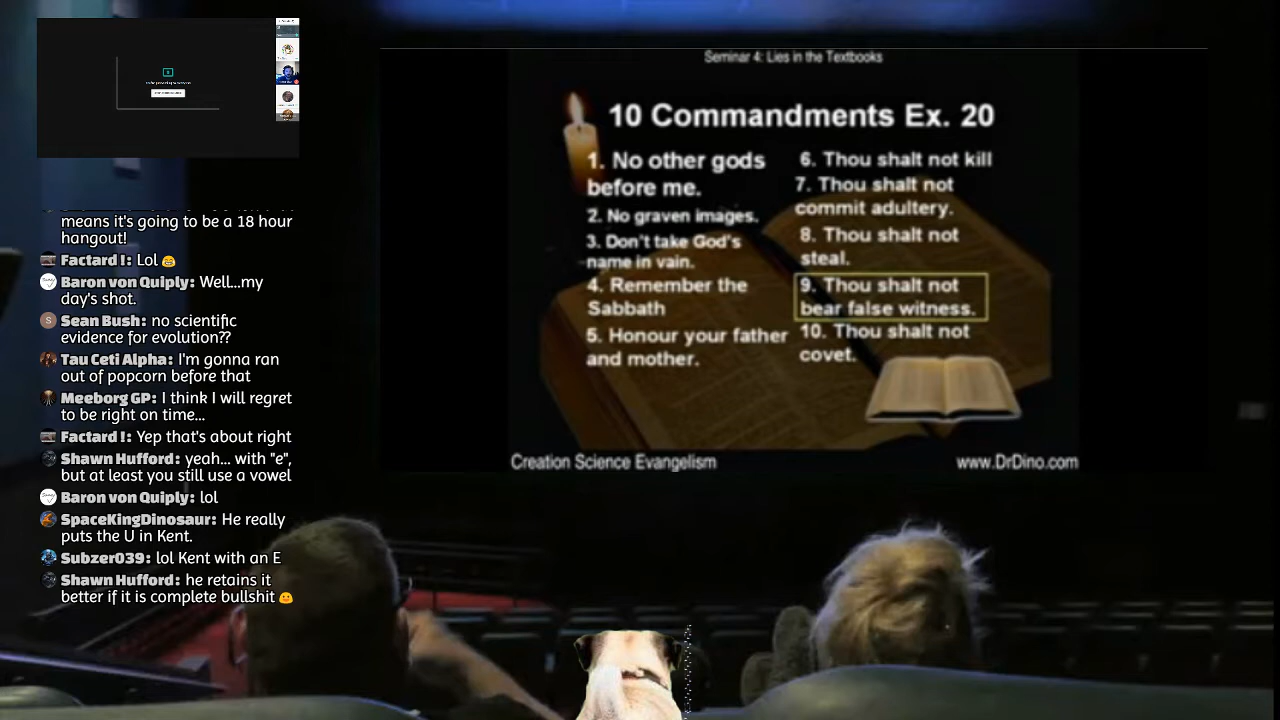 means it's going to be a 18 hour
hangout!
Factard !: Lol
Baron von Quiply: Well...my
day's shot.
Sean Bush: no scientific
evidence for evolution??
Tau Ceti Alpha: I'm gonna ran
out of popcorn before that
Meeborg GP: I think I will regret
to be right on time...
Factard !: Yep that's about right
Shawn Hufford: yeah... with "e",
but at least you still use a vowel
Baron von Quiply: lol
SpaceKingDinosaur: He really
puts the U in Kent.
Subzer039: lol Kent with an E
Shawn Hufford: he retains it
better if it is complete bullshit
Seminar 4: Lies in the Textbooks
10 Commandments Ex. 20
1. No other gods
before me.
2. No graven images.
3. Don't take God's
name in vain.
4. Remember the
Sabbath
5. Honour your father
and mother.
6. Thou shalt not kill
7. Thou shalt not
commit adultery.
8. Thou shalt not
steal.
9. Thou shalt not
bear false witness.
10. Thou shalt not
covet.
Creation Science Evangelism
www.DrDino.com